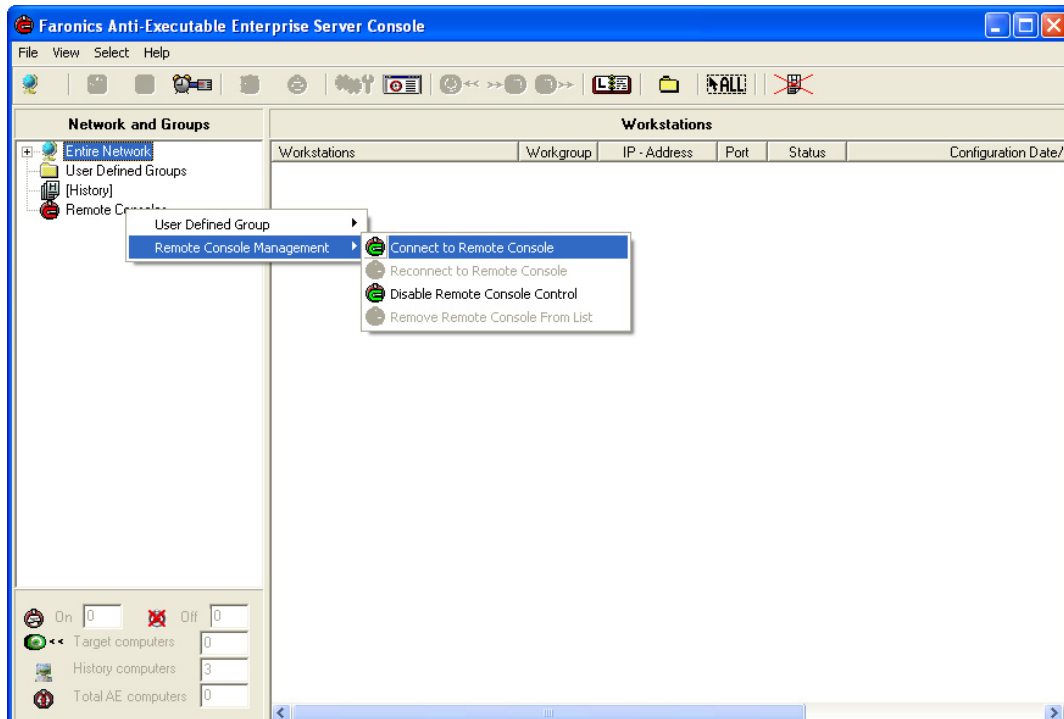 Faronics Anti-Executable Enterprise Server Console
File View Select Help
ALL
Network and Groups
Workstations
Entire Network
User Defined Groups
[History]
Remote Consoles
Workstations Workgroup IP - Address Port Status Configuration Date/
User Defined Group
Remote Console Management
Connect to Remote Console
Reconnect to Remote Console
Disable Remote Console Control
Remove Remote Console From List
On 0 Off 0
Target computers 0
History computers 3
Total AE computers 0